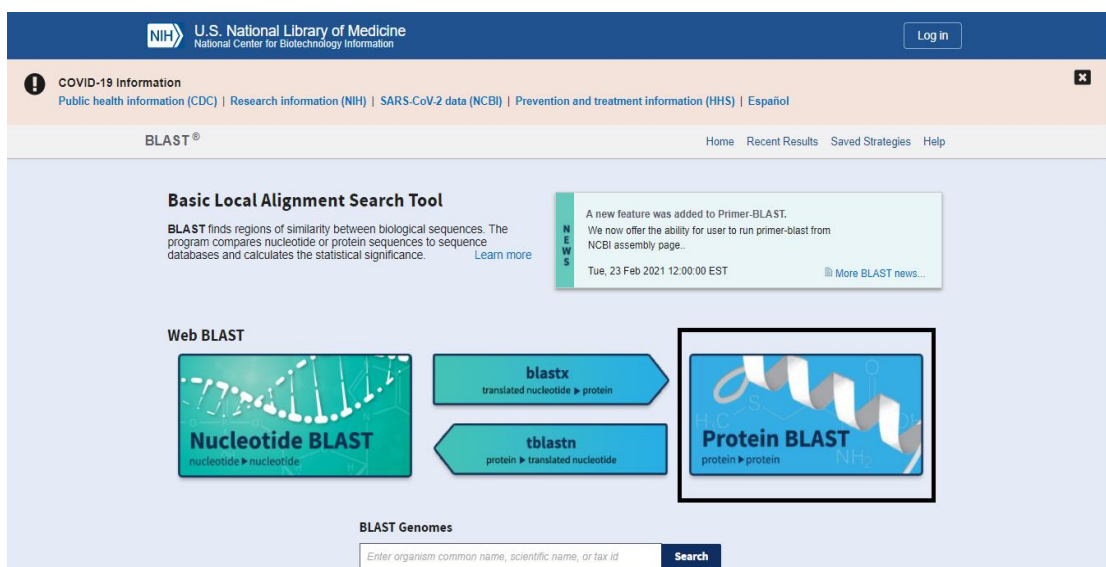 NIH
U.S. National Library of Medicine
National Center for Biotechnology Information
Log in
COVID-19 Information
Public health information (CDC) | Research information (NIH) | SARS-CoV-2 data (NCBI) | Prevention and treatment information (HHS) | Español
BLAST ®
Home Recent Results Saved Strategies Help
Basic Local Alignment Search Tool
BLAST finds regions of similarity between biological sequences. The
program compares nucleotide or protein sequences to sequence
databases and calculates the statistical significance. Learn more
NEWS
A new feature was added to Primer-BLAST.
We now offer the ability for user to run primer-blast from
NCBI assembly page..
Tue, 23 Feb 2021 12:00:00 EST
More BLAST news...
Web BLAST
Nucleotide BLAST
nucleotide ▶ nucleotide
blastx
translated nucleotide ▶ protein
tblastn
protein ▶ translated nucleotide
Protein BLAST
protein ▶ protein
BLAST Genomes
Enter organism common name, scientific name, or tax id
Search